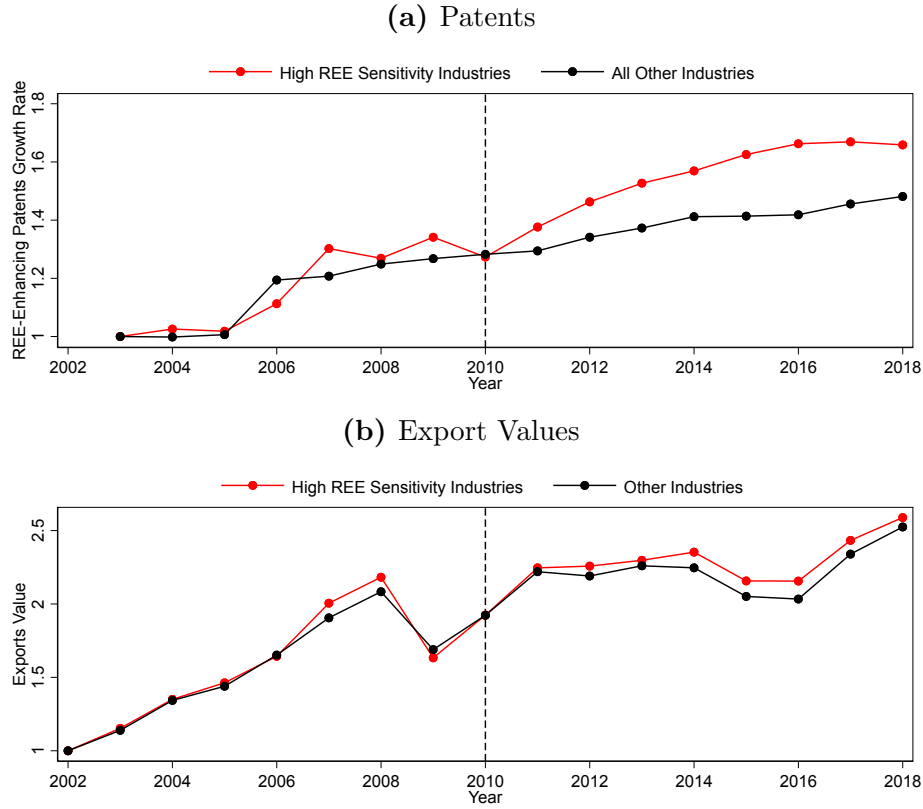 (a) Patents
High REE Sensitivity Industries
All Other Industries
REE-Enhancing Patents Growth Rate
1.8
1.6
1.4
1.2
1
2002 2004 2006 2008 2010 2012 2014 2016 2018
Year
(b) Export Values
High REE Sensitivity Industries
Other Industries
Exports Value
2.5
2
1.5
1
2002 2004 2006 2008 2010 2012 2014 2016 2018
Year